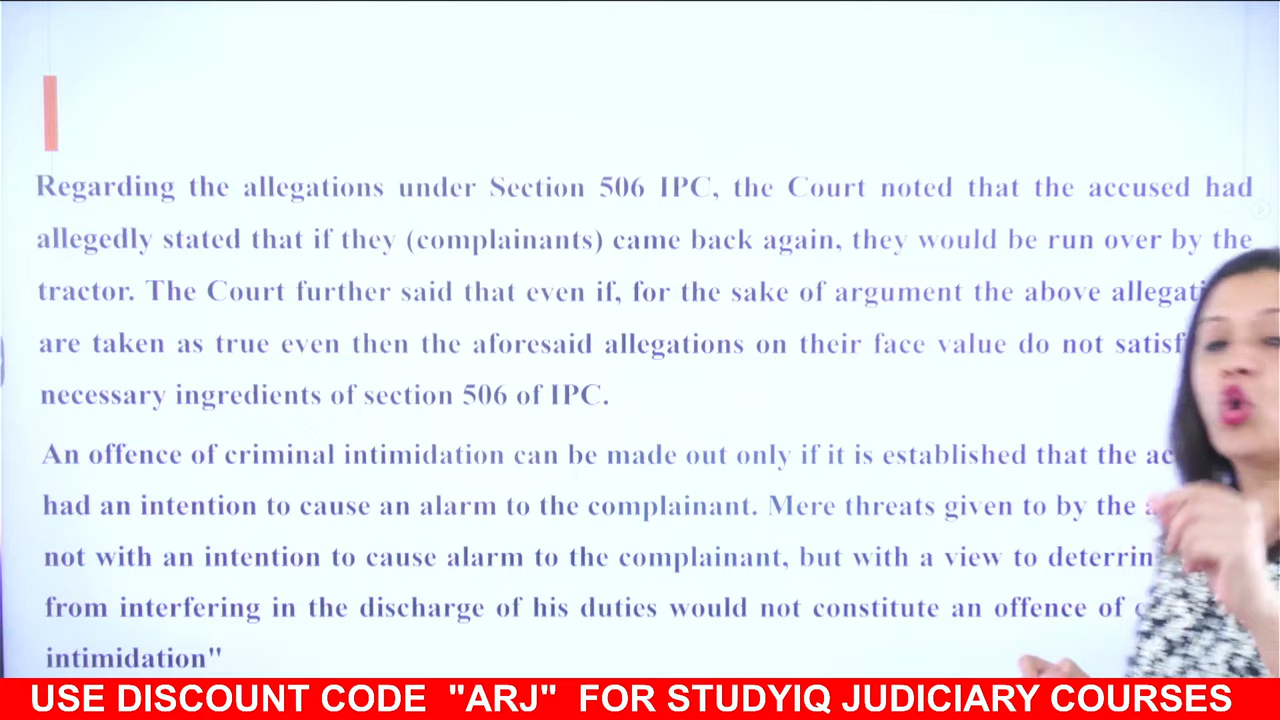 Regarding the allegations under Section 506 IPC, the Court noted that the accused had
allegedly stated that if they (complainants) came back again, they would be run over by the
tractor. The Court further said that even if, for the sake of argument the above
are taken as true even then the aforesaid allegations on their face value do not
necessary ingredients of section 506 of IPC.
An offence of criminal intimidation can be made out only if it is established that the
had an intention to cause an alarm to the complainant. Mere threats given to by the
not with an intention to cause alarm to the complainant, but with a view to
from interfering in the discharge of his duties would not constitute an offence of
intimidation"
USE DISCOUNT CODE "ARJ" FOR STUDYIQ JUDICIARY COURSES